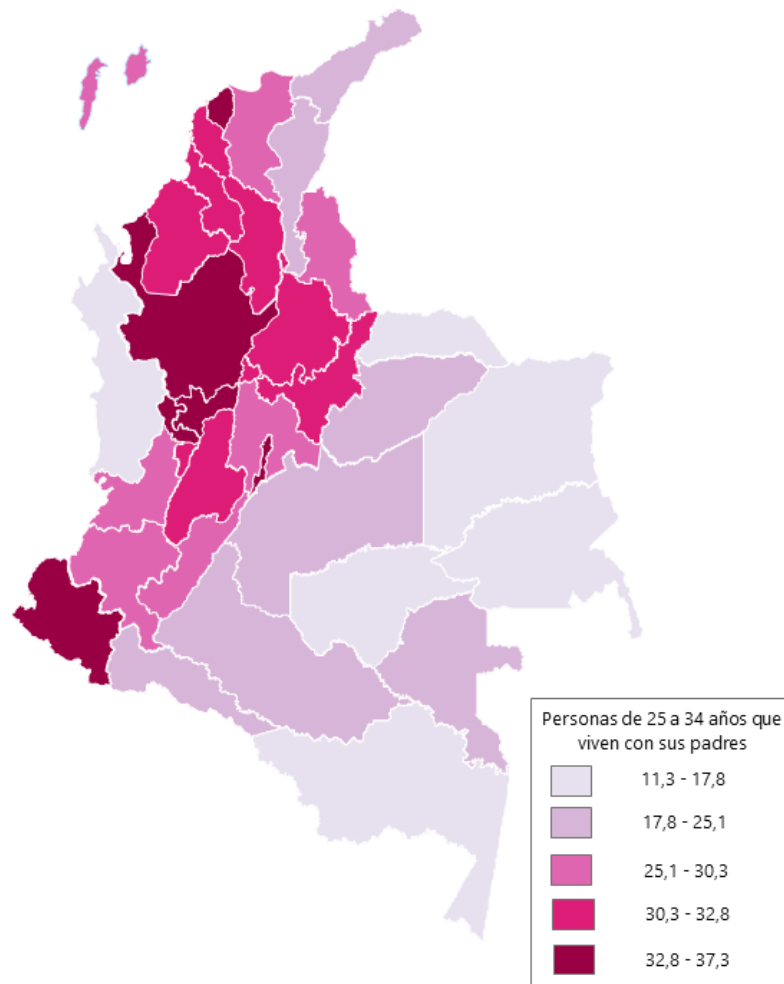 Personas de 25 a 34 años que
viven con sus padres
11,3 - 17,8
17,8 - 25,1
25,1 - 30,3
30,3 - 32,8
32,8 - 37,3